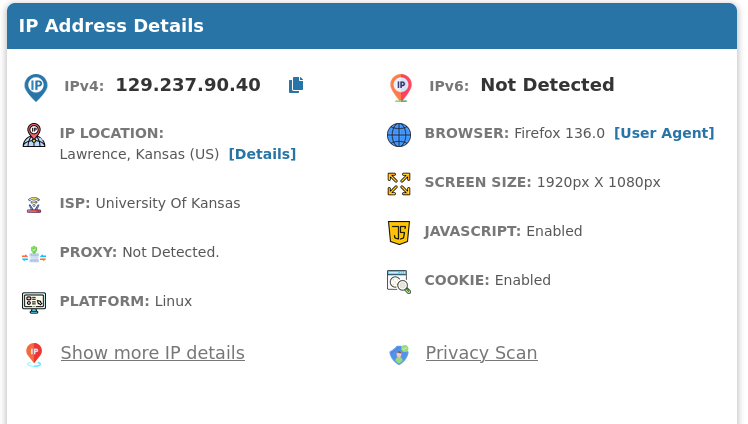 IP Address Details
IPv4: 129.237.90.40
IPv6: Not Detected
IP LOCATION:
Lawrence, Kansas (US) [Details]
BROWSER: Firefox 136.0 [User Agent]
SCREEN SIZE: 1920px X 1080px
ISP: University Of Kansas
JAVASCRIPT: Enabled
PROXY: Not Detected.
COOKIE: Enabled
PLATFORM: Linux
Show more IP details
Privacy Scan